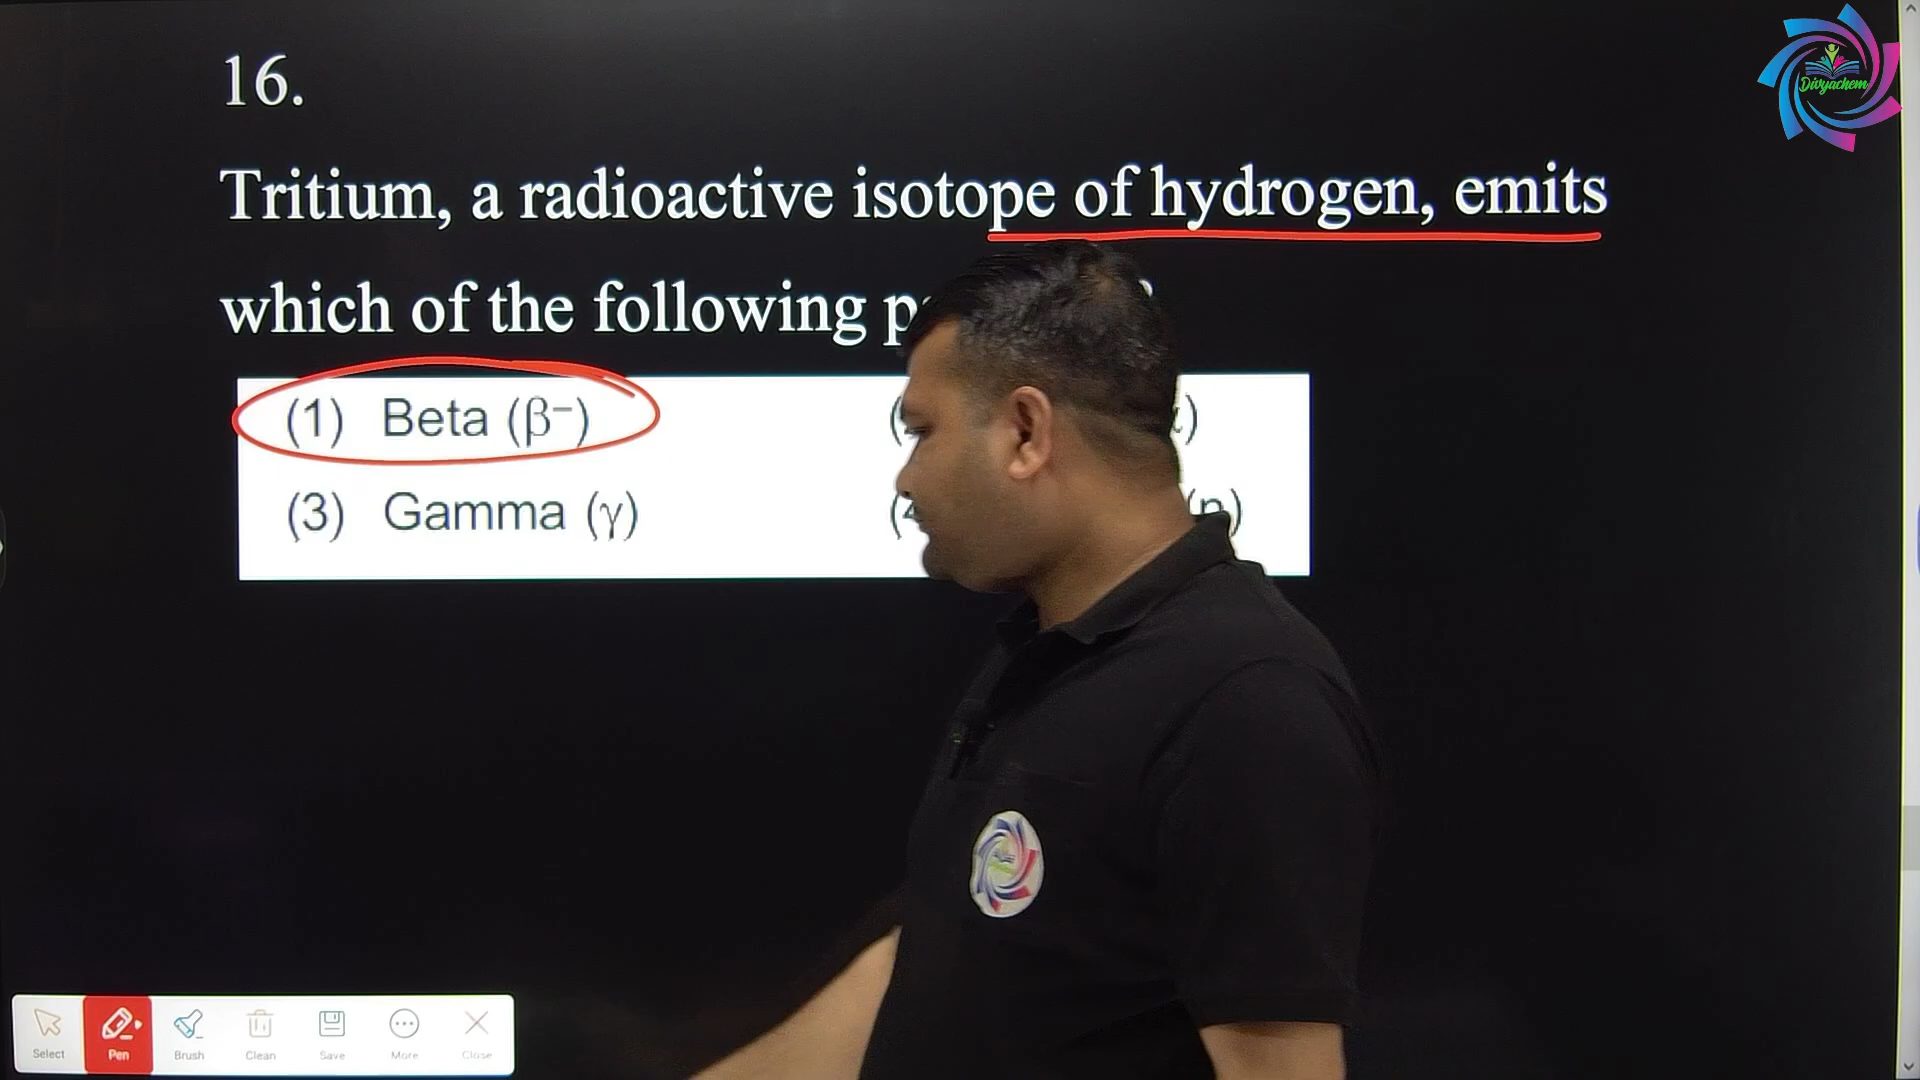 16.
Divyachem
Tritium, a radioactive isotope of hydrogen, emits
which of the following
(1) Beta (β⁻)
(3) Gamma (γ)
Select
Pen
Brush
Clean
Save
More
Close